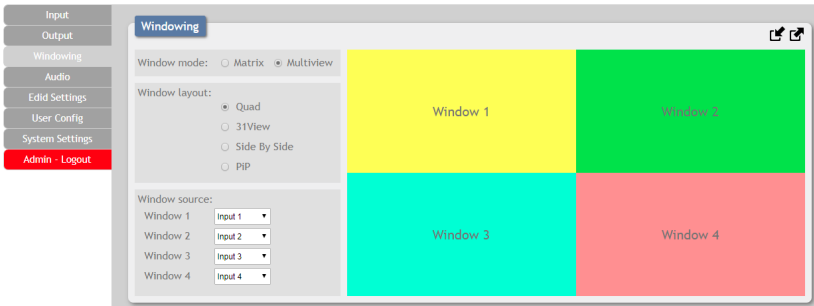 Input
Output
Windowing
Audio
Edid Settings
User Config
System Settings
Admin - Logout
Windowing
Window mode: Matrix Multiview
Window layout:
Quad
31View
Side By Side
PiP
Window source:
Window 1 Input 1
Window 2 Input 2
Window 3 Input 3
Window 4 Input 4
Window 1 Window 2
Window 3 Window 4